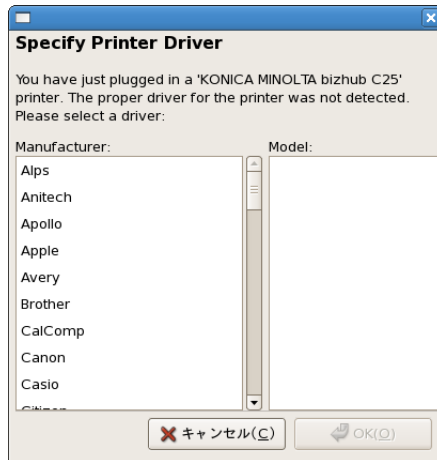 Specify Printer Driver
You have just plugged in a 'KONICA MINOLTA bizhub C25'
printer. The proper driver for the printer was not detected.
Please select a driver:
Manufacturer:
Model:
Alps
Anitech
Apollo
Apple
Avery
Brother
CalComp
Canon
Casio
Citizen
キャンセル(C)
OK(O)